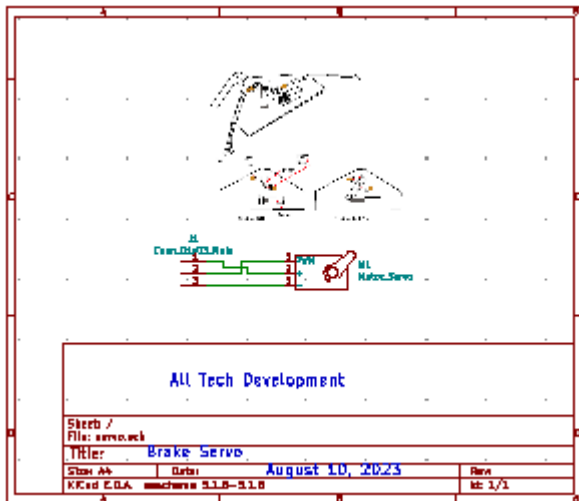 J1
Conn_01x03_Male
1
1
PWM
2
2
+
3
3
-
M1
Motor_Servo
All Tech Development
Sheet: /
File: servo.sch
Title: Brake Servo
Size: A4
Date: August 10, 2023
Rev:
KiCad E.D.A.
Id: 1/1